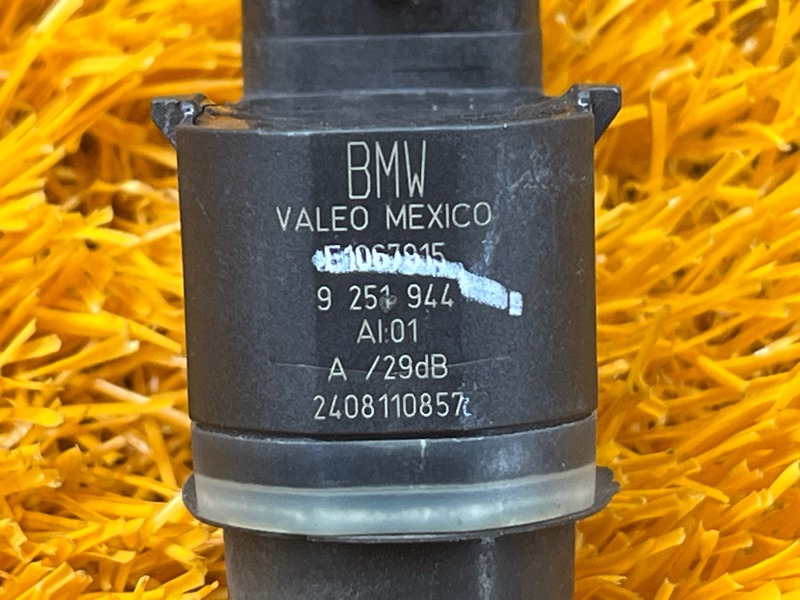 BMW
VALEO MEXICO
E1067815
9 251 944
AI:01
A /29dB
2408110857